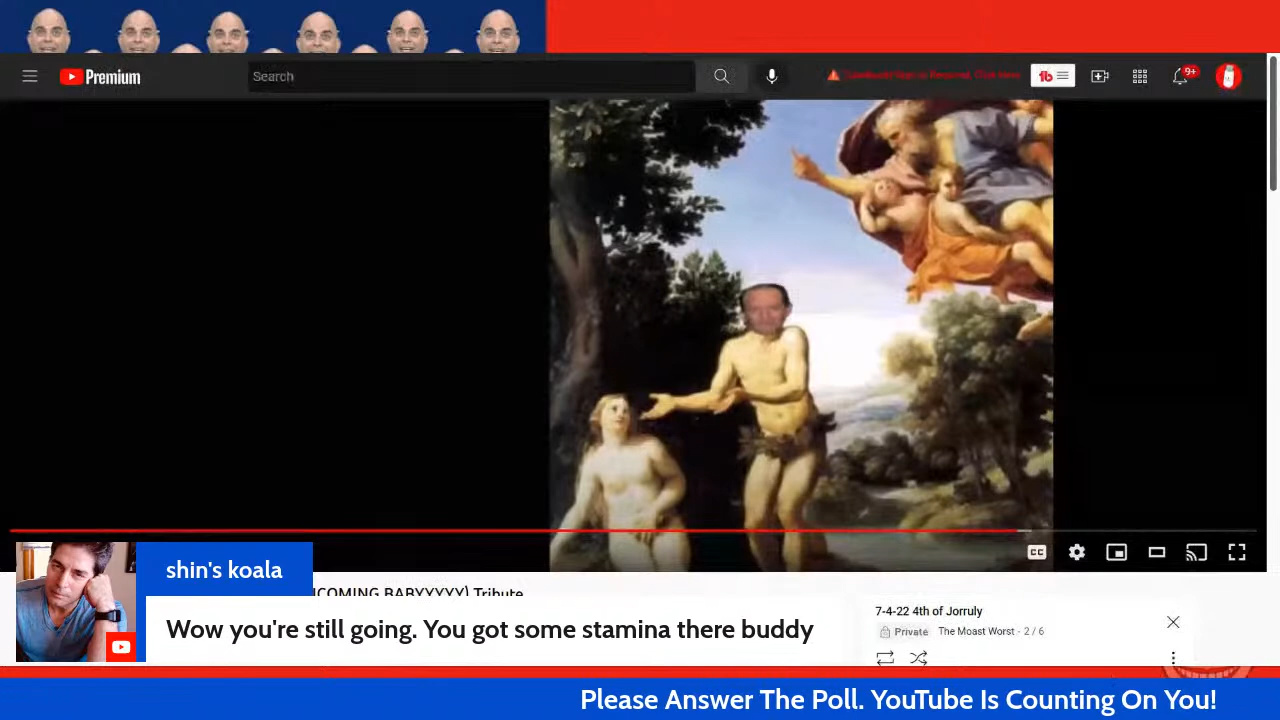 Premium
Search
9+
COMING BABYYYYY) Tribute
shin's koala
Wow you're still going. You got some stamina there buddy
7-4-22 4th of Jorruly
Private The Moast Worst - 2 / 6
CC
Please Answer The Poll. YouTube Is Counting On You!